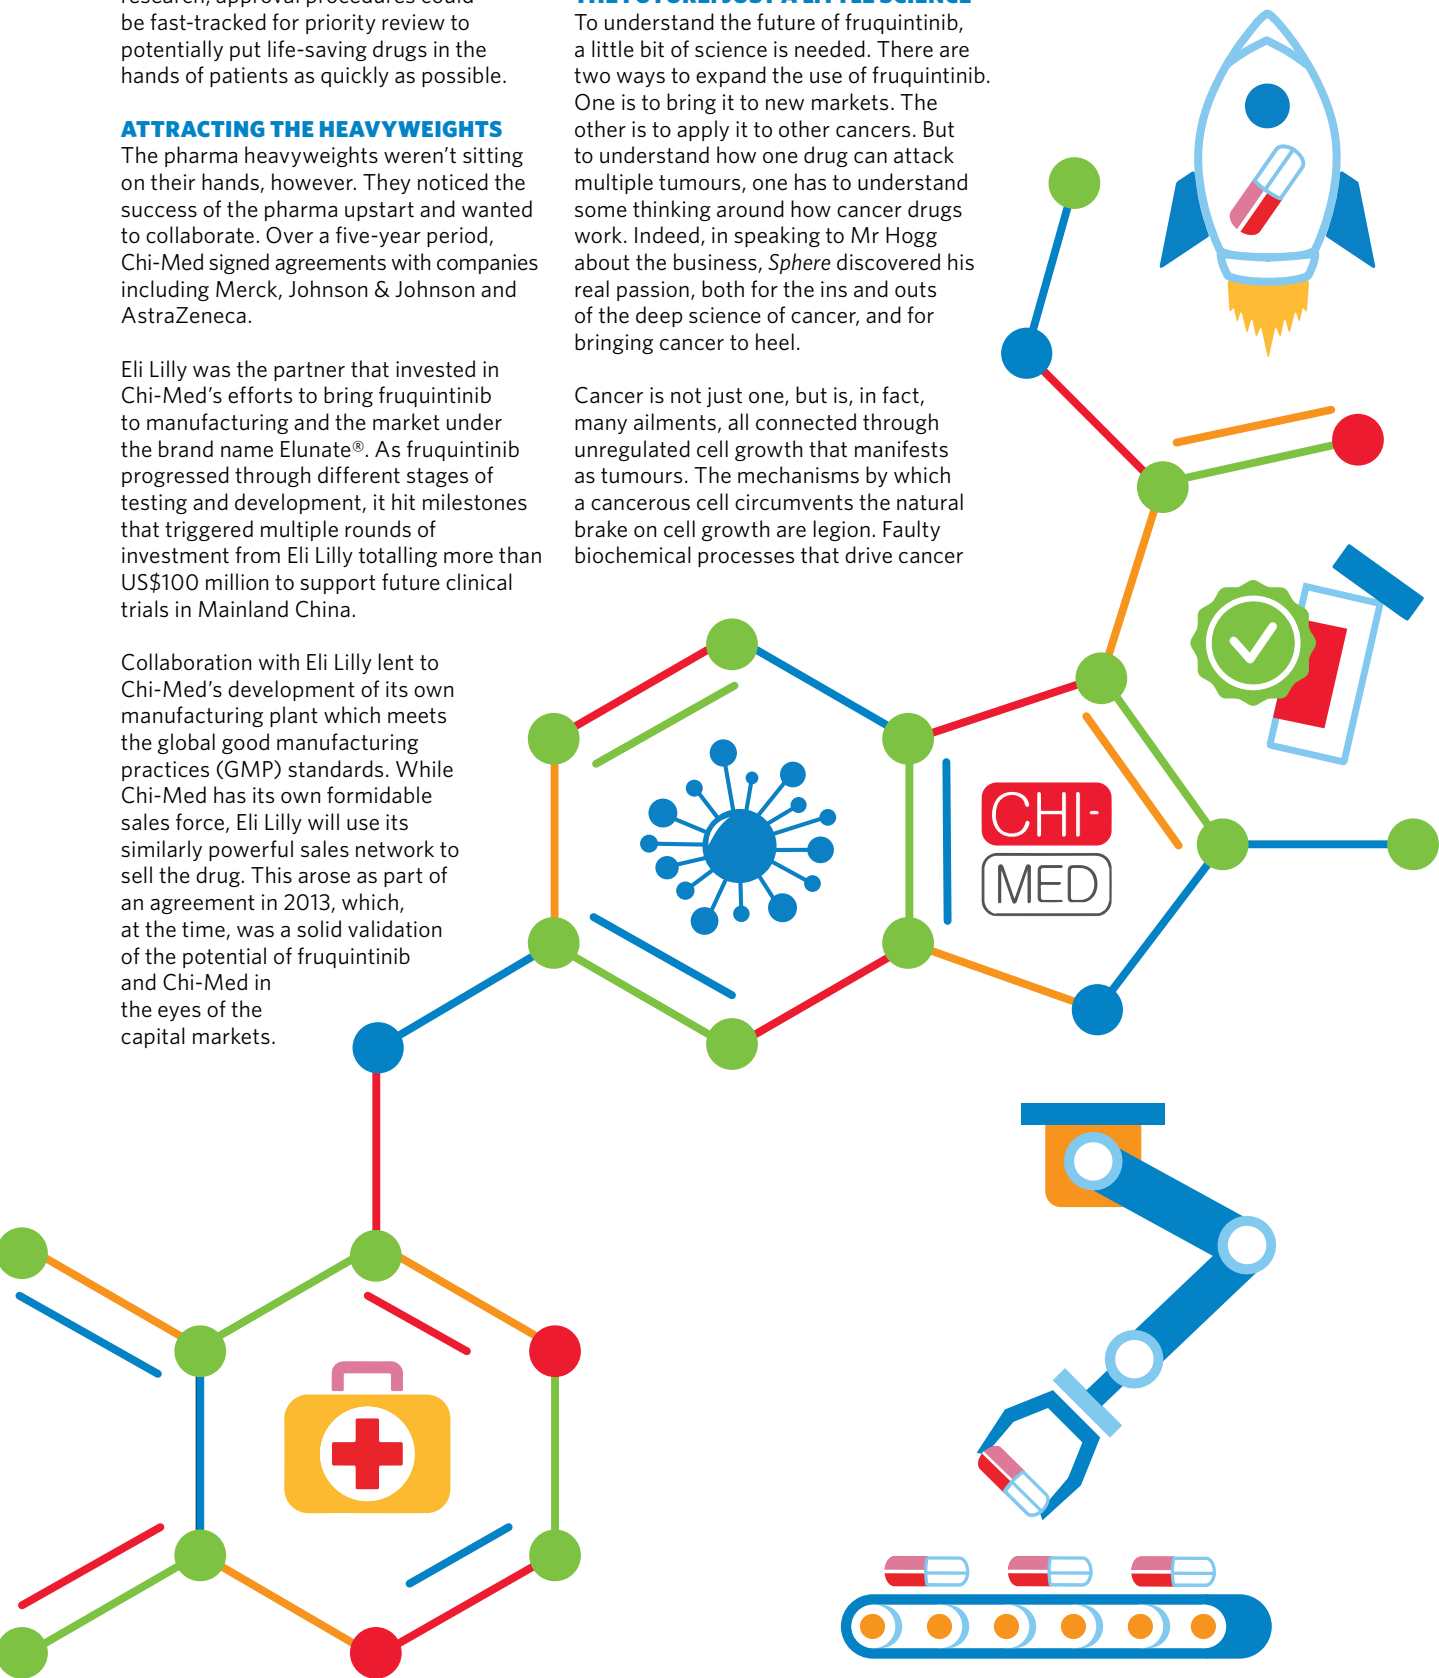 research, approval procedures could
be fast-tracked for priority review to
potentially put life-saving drugs in the
hands of patients as quickly as possible.
ATTRACTING THE HEAVYWEIGHTS
The pharma heavyweights weren’t sitting
on their hands, however. They noticed the
success of the pharma upstart and wanted
to collaborate. Over a five-year period,
Chi-Med signed agreements with companies
including Merck, Johnson & Johnson and
AstraZeneca.
Eli Lilly was the partner that invested in
Chi-Med’s efforts to bring fruquintinib
to manufacturing and the market under
the brand name Elunate®. As fruquintinib
progressed through different stages of
testing and development, it hit milestones
that triggered multiple rounds of
investment from Eli Lilly totalling more than
US$100 million to support future clinical
trials in Mainland China.
Collaboration with Eli Lilly lent to
Chi-Med’s development of its own
manufacturing plant which meets
the global good manufacturing
practices (GMP) standards. While
Chi-Med has its own formidable
sales force, Eli Lilly will use its
similarly powerful sales network to
sell the drug. This arose as part of
an agreement in 2013, which,
at the time, was a solid validation
of the potential of fruquintinib
and Chi-Med in
the eyes of the
capital markets.
THE FUTURE: JUST A LITTLE SCIENCE
To understand the future of fruquintinib,
a little bit of science is needed. There are
two ways to expand the use of fruquintinib.
One is to bring it to new markets. The
other is to apply it to other cancers. But
to understand how one drug can attack
multiple tumours, one has to understand
some thinking around how cancer drugs
work. Indeed, in speaking to Mr Hogg
about the business, Sphere discovered his
real passion, both for the ins and outs
of the deep science of cancer, and for
bringing cancer to heel.
Cancer is not just one, but is, in fact,
many ailments, all connected through
unregulated cell growth that manifests
as tumours. The mechanisms by which
a cancerous cell circumvents the natural
brake on cell growth are legion. Faulty
biochemical processes that drive cancer
CHI-
MED